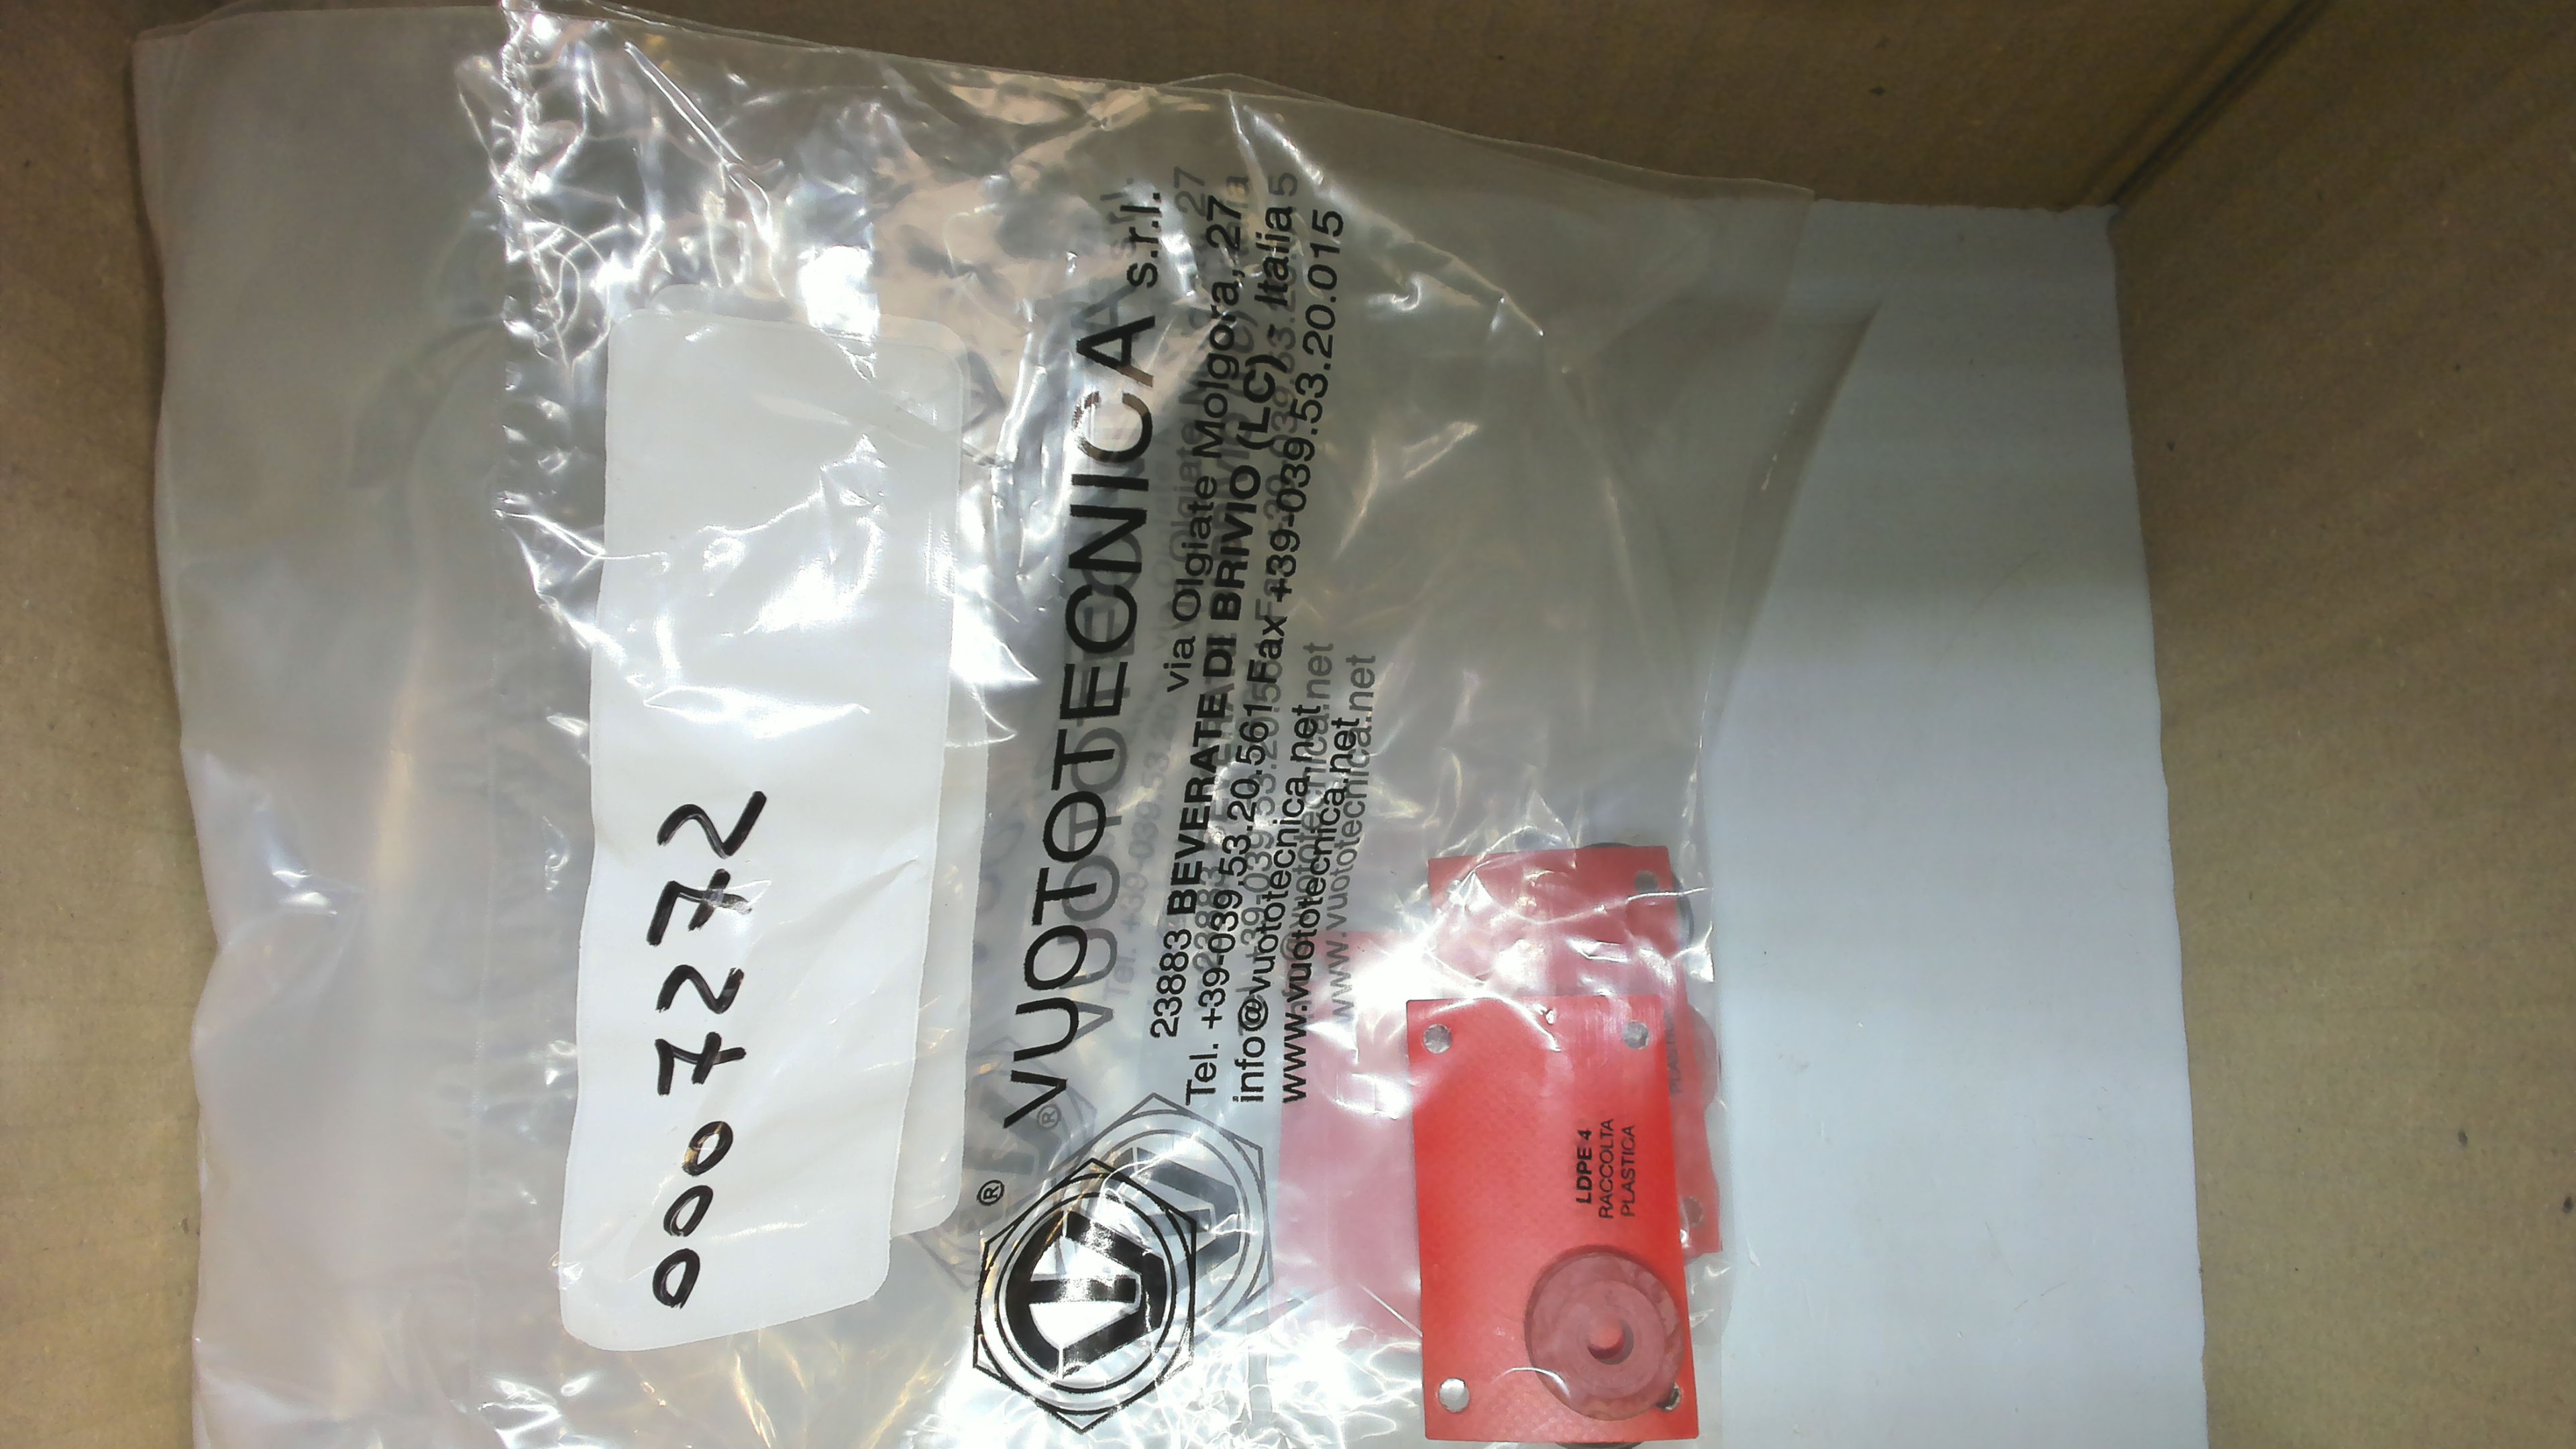 0007272
VUOTOTECNICA s.r.l.
®
via Olgiate Molgora, 27
23883 BEVERATE DI BRIVIO (LC) Italia
Tel. +39-039.53.20.561 Fax +39-039.53.20.015
info@vuototecnica.net
www.vuototecnica.net
LDPE 4
RACCOLTA
PLASTICA